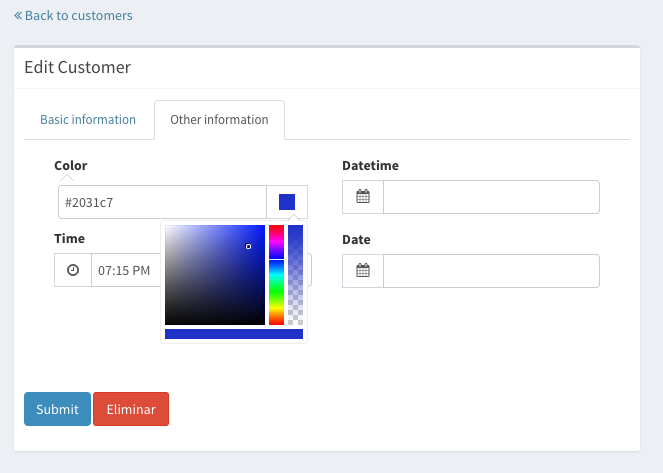 Back to customers
Edit Customer
Basic information
Other information
Color
Datetime
#2031c7
Time
Date
07:15 PM
Submit
Eliminar